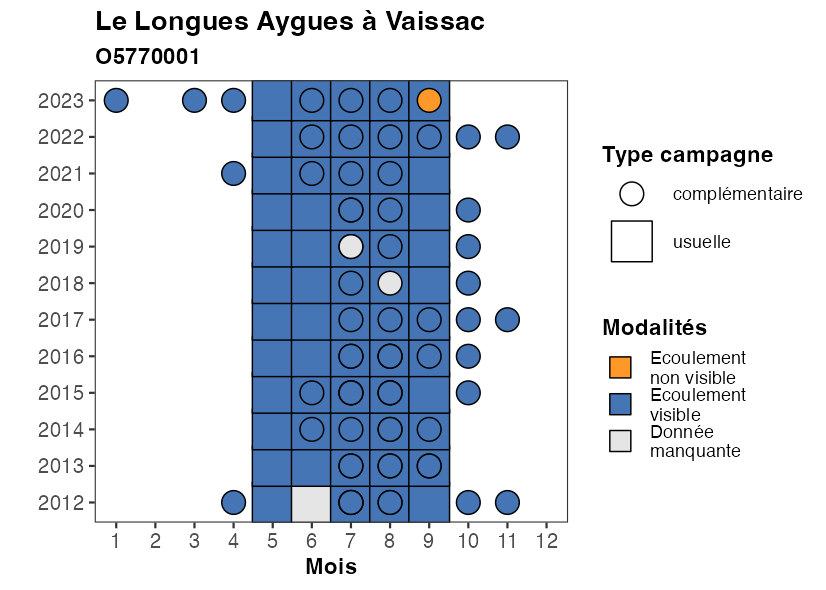 Le Longues Aygues à Vaissac
O5770001
2023
2022
2021
2020
2019
2018
2017
2016
2015
2014
2013
2012
1 2 3 4 5 6 7 8 9 10 11 12
Mois
Type campagne
complémentaire
usuelle
Modalités
Ecoulement
non visible
Ecoulement
visible
Donnée
manquante